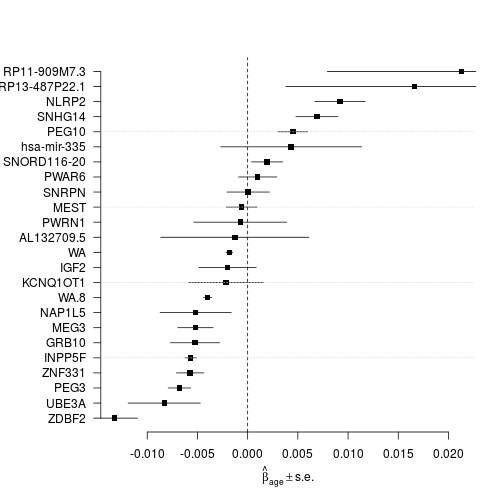 RP11-909M7.3
RP13-487P22.1
NLRP2
SNHG14
PEG10
hsa-mir-335
SNORD116-20
PWAR6
SNRPN
MEST
PWRN1
AL132709.5
WA
IGF2
KCNQ1OT1
WA.8
NAP1L5
MEG3
GRB10
INPP5F
ZNF331
PEG3
UBE3A
ZDBF2
-0.010 -0.005 0.000 0.005 0.010 0.015 0.020
β̂age ± s.e.